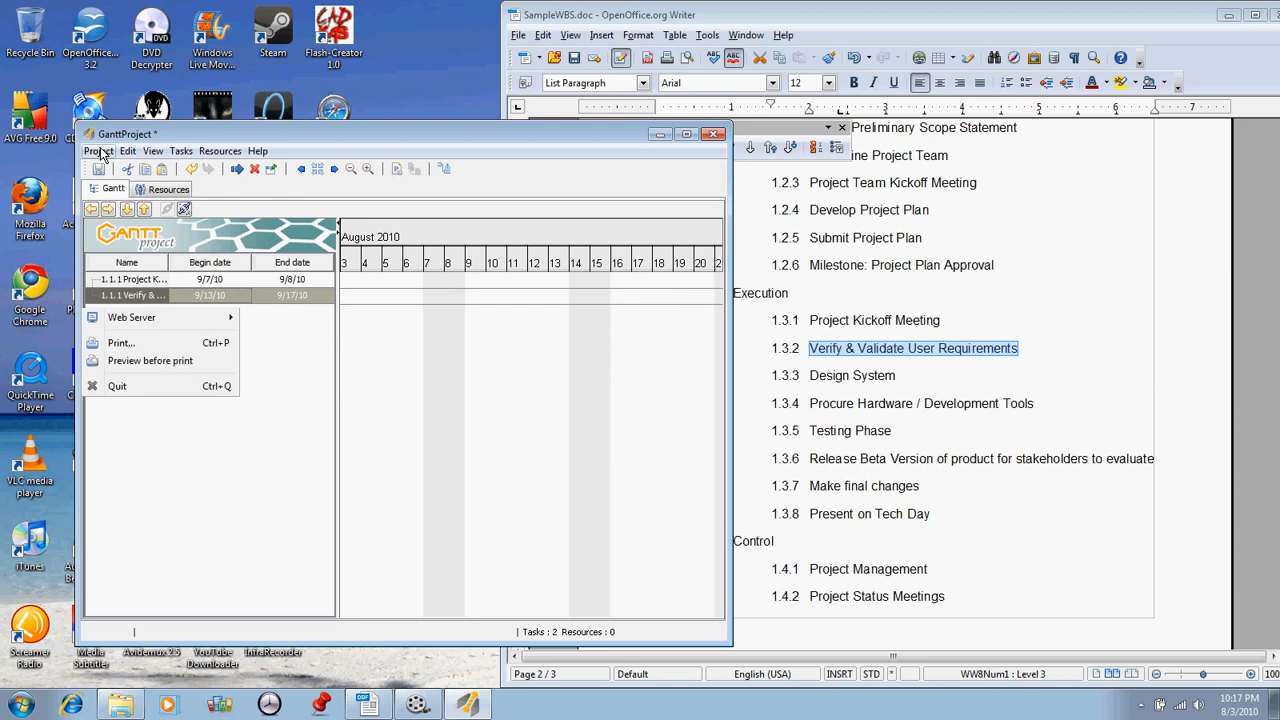 Recycle Bin
OpenOffice....
3.2
DVD
Decrypter
Windows
Live Mov...
Steam
Flash-Creator
1.0
AVG Free 9.0
Mozilla
Firefox
Google
Chrome
QuickTime
Player
VLC media
player
iTunes
Screamer
Radio
Media
Subtitler
Avidemux 2.5
YouTube
Downloader
InfraRecorder
GanttProject *
Project Edit View Tasks Resources Help
Gantt Resources
GANTT
project
August 2010
Name Begin date End date
3 4 5 6 7 8 9 10 11 12 13 14 15 16 17 18 19 20 2
1.1.1 Project K... 9/7/10 9/8/10
1.1.1 Verify & ... 9/13/10 9/17/10
Web Server
Print... Ctrl+P
Preview before print
Quit Ctrl+Q
Tasks : 2 Resources : 0
SampleWBS.doc - OpenOffice.org Writer
File Edit View Insert Format Table Tools Window Help
List Paragraph Arial 12
1 1 2 3 4 5 6 7
Preliminary Scope Statement
ine Project Team
1.2.3 Project Team Kickoff Meeting
1.2.4 Develop Project Plan
1.2.5 Submit Project Plan
1.2.6 Milestone: Project Plan Approval
Execution
1.3.1 Project Kickoff Meeting
1.3.2 Verify & Validate User Requirements
1.3.3 Design System
1.3.4 Procure Hardware / Development Tools
1.3.5 Testing Phase
1.3.6 Release Beta Version of product for stakeholders to evaluate
1.3.7 Make final changes
1.3.8 Present on Tech Day
Control
1.4.1 Project Management
1.4.2 Project Status Meetings
Page 2 / 3 Default English (USA) INSRT STD * WW8Num1 : Level 3 100
10:17 PM
8/3/2010